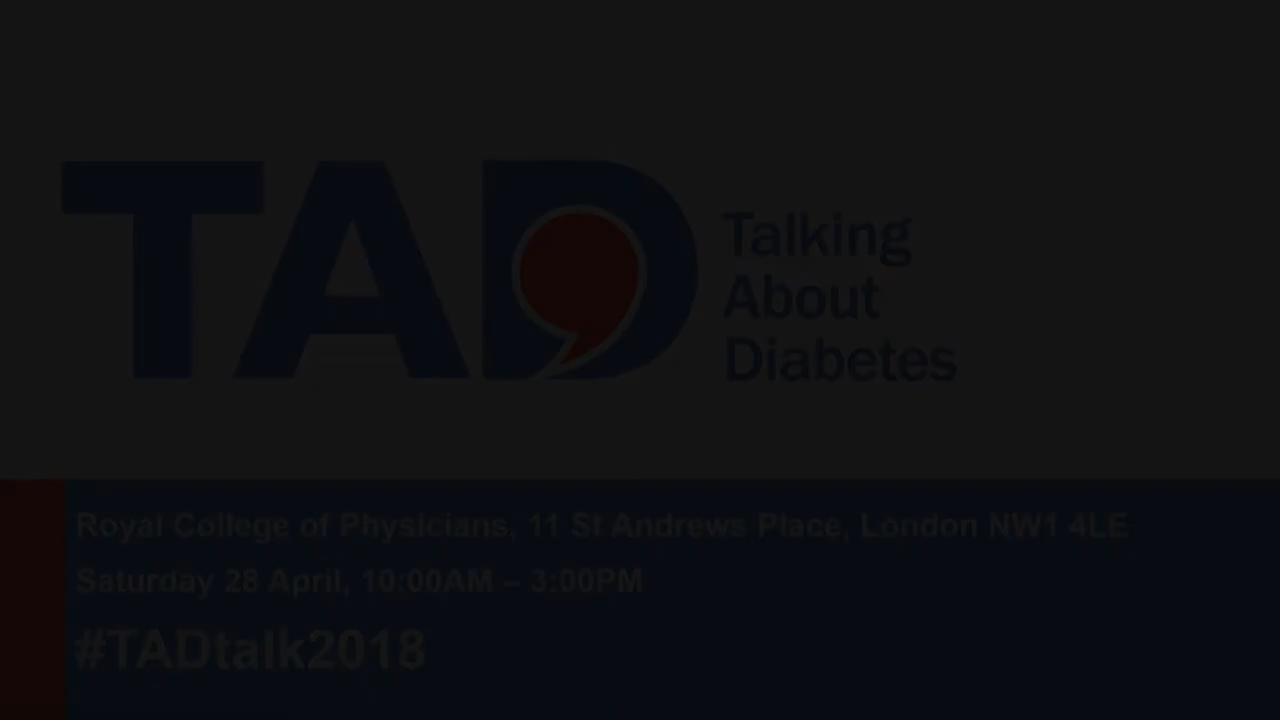 TAD
Talking
About
Diabetes
Royal College of Physicians, 11 St Andrews Place, London NW1 4LE
Saturday 28 April, 10:00AM – 3:00PM
#TADtalk2018